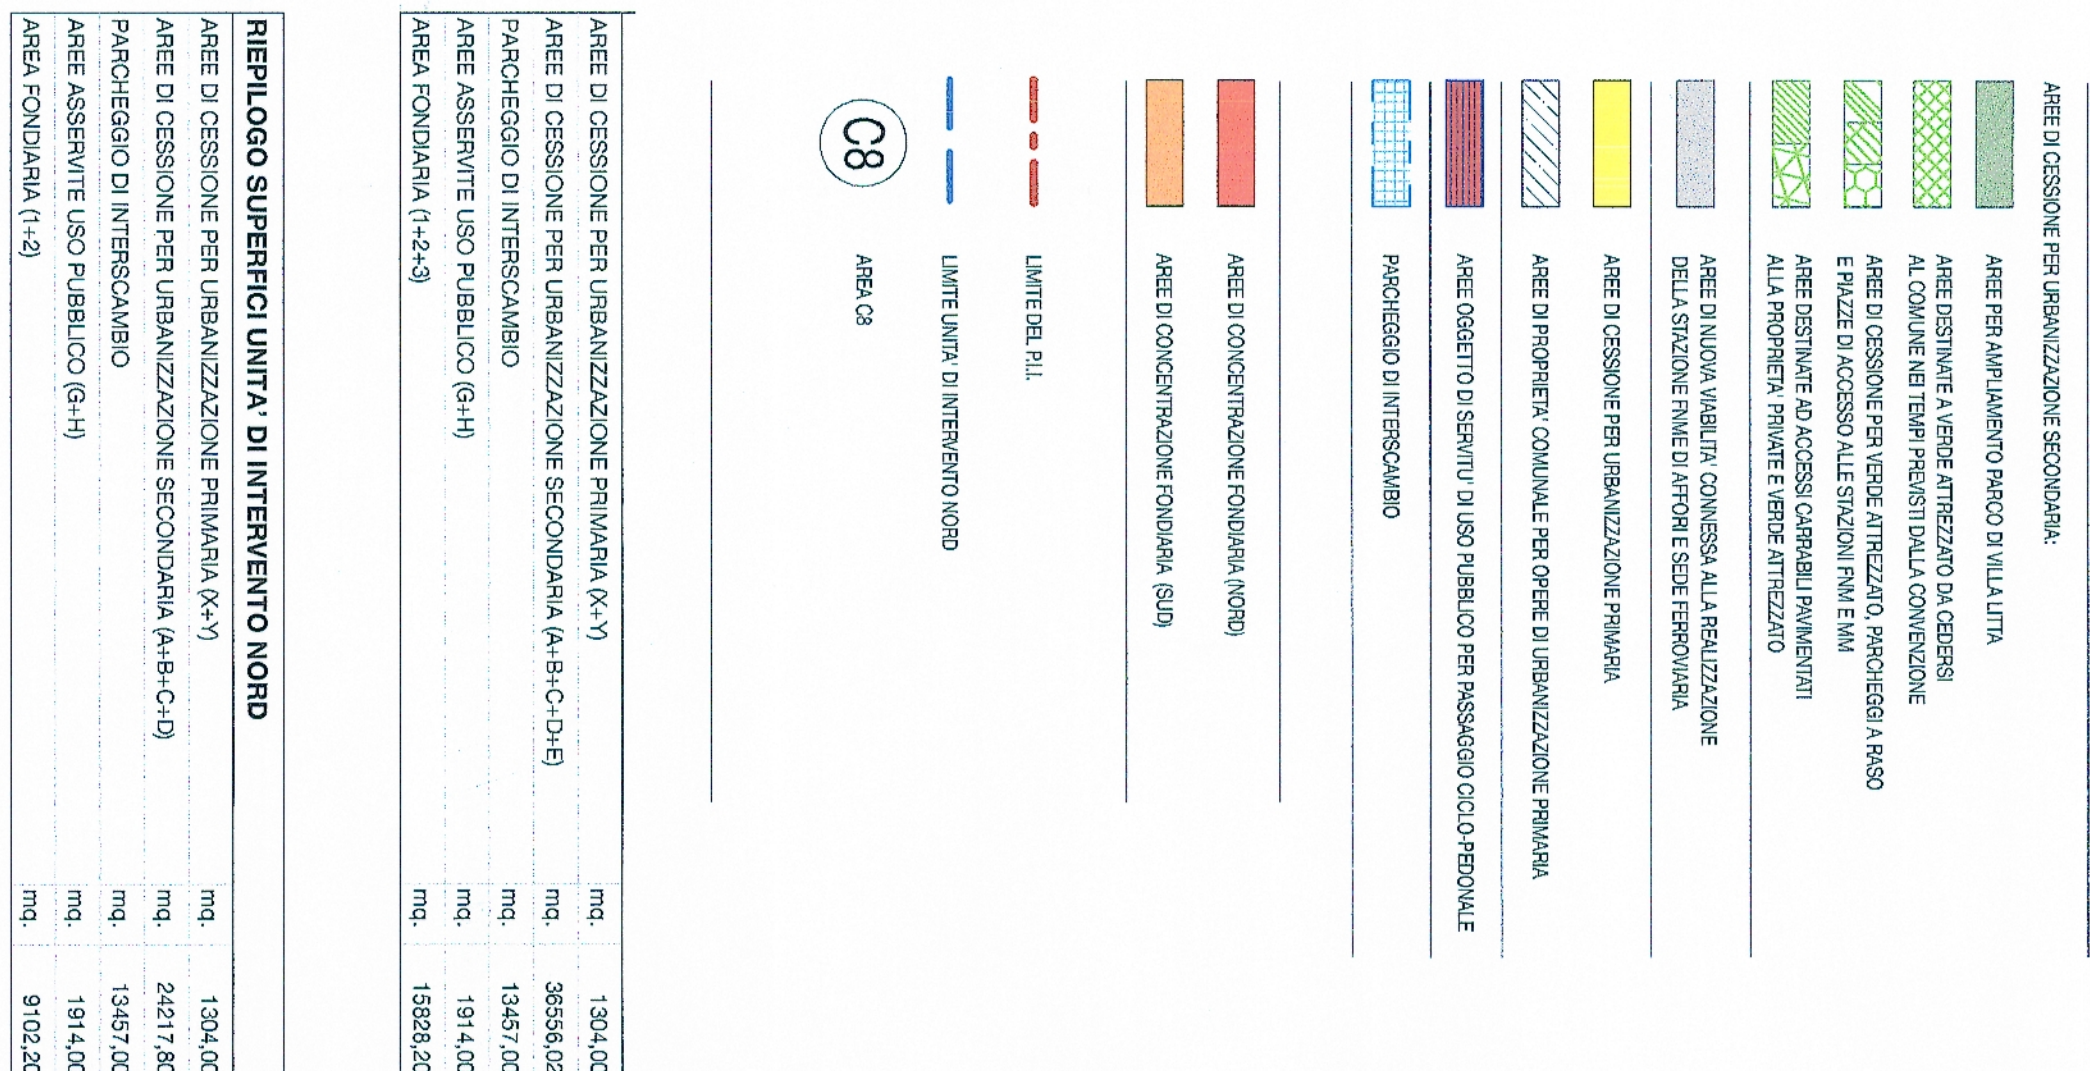 AREE DI CESSIONE PER URBANIZZAZIONE SECONDARIA:
AREE PER AMPLIAMENTO PARCO DI VILLA LITTA
AREE DESTINATE A VERDE ATTREZZATO DA CEDERSI
AL COMUNE NEI TEMPI PREVISTI DALLA CONVENZIONE
AREE DI CESSIONE PER VERDE ATTREZZATO, PARCHEGGI A RASO
E PIAZZE DI ACCESSO ALLE STAZIONI FNM E MM
AREE DESTINATE AD ACCESSI CARRABILI PAVIMENTATI
ALLA PROPRIETA' PRIVATE E VERDE ATTREZZATO
AREE DI NUOVA VIABILITA' CONNESSA ALLA REALIZZAZIONE
DELLA STAZIONE FNME DI AFFORI E SEDE FERROVIARIA
AREE DI CESSIONE PER URBANIZZAZIONE PRIMARIA
AREE DI PROPRIETA' COMUNALE PER OPERE DI URBANIZZAZIONE PRIMARIA
AREE OGGETTO DI SERVITU' DI USO PUBBLICO PER PASSAGGIO CICLO-PEDONALE
PARCHEGGIO DI INTERSCAMBIO
AREE DI CONCENTRAZIONE FONDIARIA (NORD)
AREE DI CONCENTRAZIONE FONDIARIA (SUD)
LIMITE DEL P.I.I.
LIMITE UNITA' DI INTERVENTO NORD
C8 AREA C8
AREE DI CESSIONE PER URBANIZZAZIONE PRIMARIA (X+Y) mq. 1304,00
AREE DI CESSIONE PER URBANIZZAZIONE SECONDARIA (A+B+C+D+E) mq. 36556,02
PARCHEGGIO DI INTERSCAMBIO mq. 13457,00
AREE ASSERVITE USO PUBBLICO (G+H) mq. 1914,00
AREA FONDIARIA (1+2+3) mq. 15828,20
RIEPILOGO SUPERFICI UNITA' DI INTERVENTO NORD
AREE DI CESSIONE PER URBANIZZAZIONE PRIMARIA (X+Y) mq. 1304,00
AREE DI CESSIONE PER URBANIZZAZIONE SECONDARIA (A+B+C+D) mq. 24217,80
PARCHEGGIO DI INTERSCAMBIO mq. 13457,00
AREE ASSERVITE USO PUBBLICO (G+H) mq. 1914,00
AREA FONDIARIA (1+2) mq. 9102,20